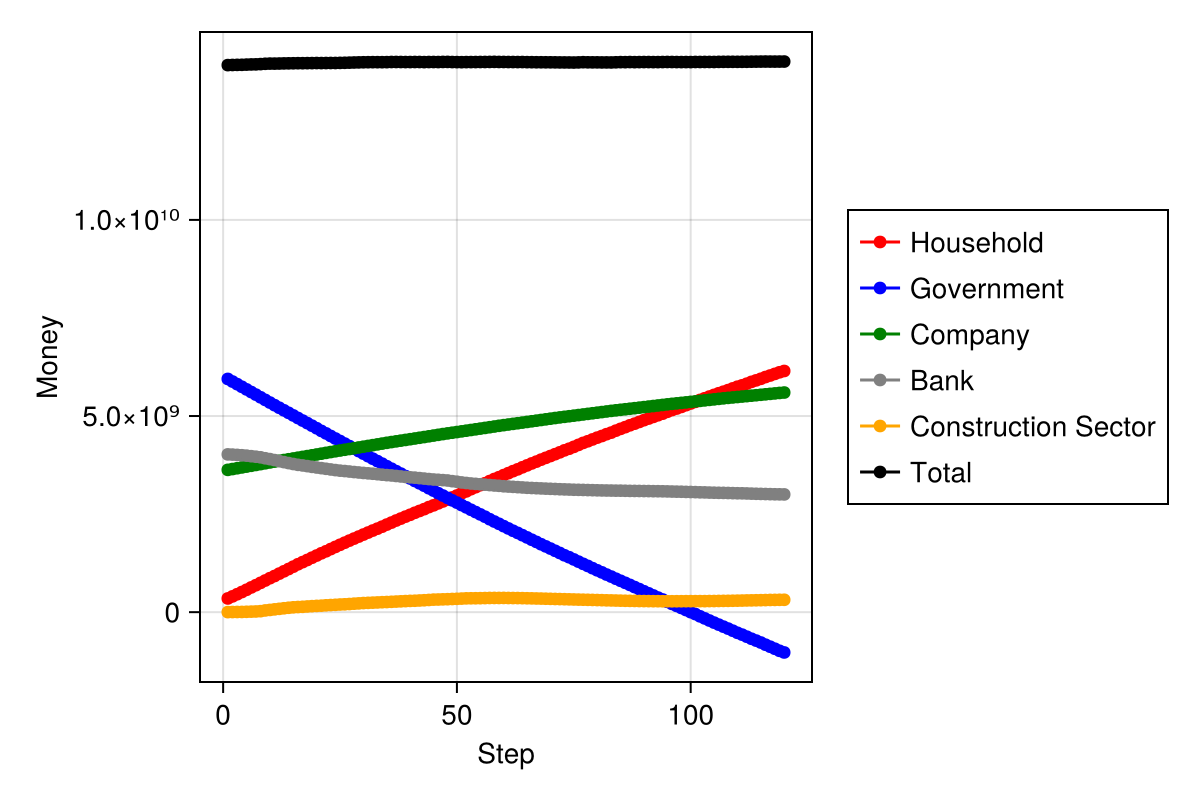 1.0×10¹⁰
5.0×10⁹
0
Money
0
50
100
Step
Household
Government
Company
Bank
Construction Sector
Total